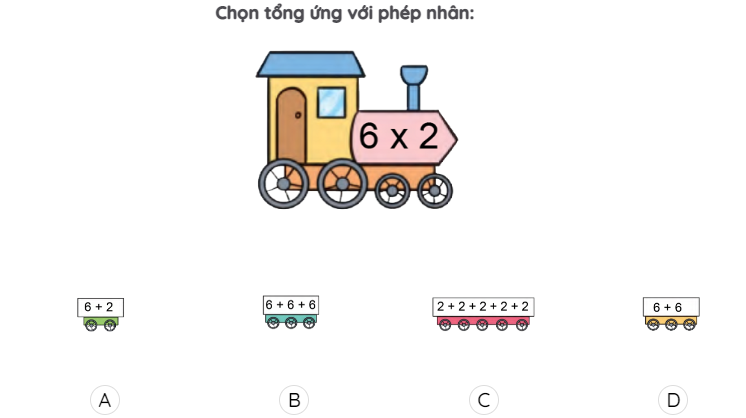 Chọn tổng ứng với phép nhân:
6 x 2
6 + 2
6 + 6 + 6
2 + 2 + 2 + 2 + 2
6 + 6
A
B
C
D